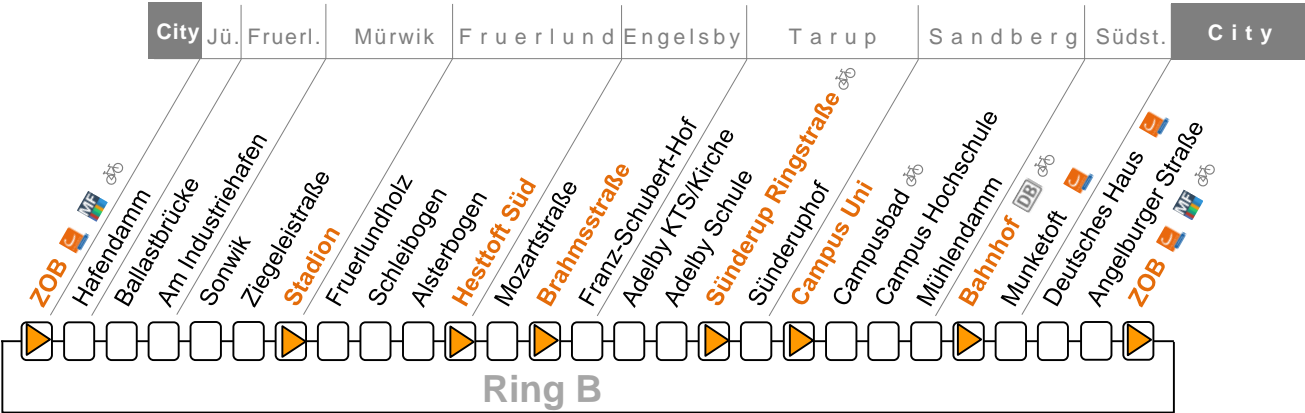 City
Jü.
Fruerl.
Mürwik
Fruerlund
Engelsby
Tarup
Sandberg
Südst.
City
ZOB MF
Hafendamm
Ballastbrücke
Am Industriehafen
Sonwik
Ziegeleistraße
Stadion
Fruerlundholz
Schleibogen
Alsterbogen
Hesttoft Süd
Mozartstraße
Brahmsstraße
Franz-Schubert-Hof
Adelby KTS/Kirche
Adelby Schule
Sünderup Ringstraße
Sünderuphof
Campus Uni
Campusbad
Campus Hochschule
Mühlendamm
Bahnhof DB
Munketoft
Deutsches Haus
Angelburger Straße
ZOB MF
Ring B